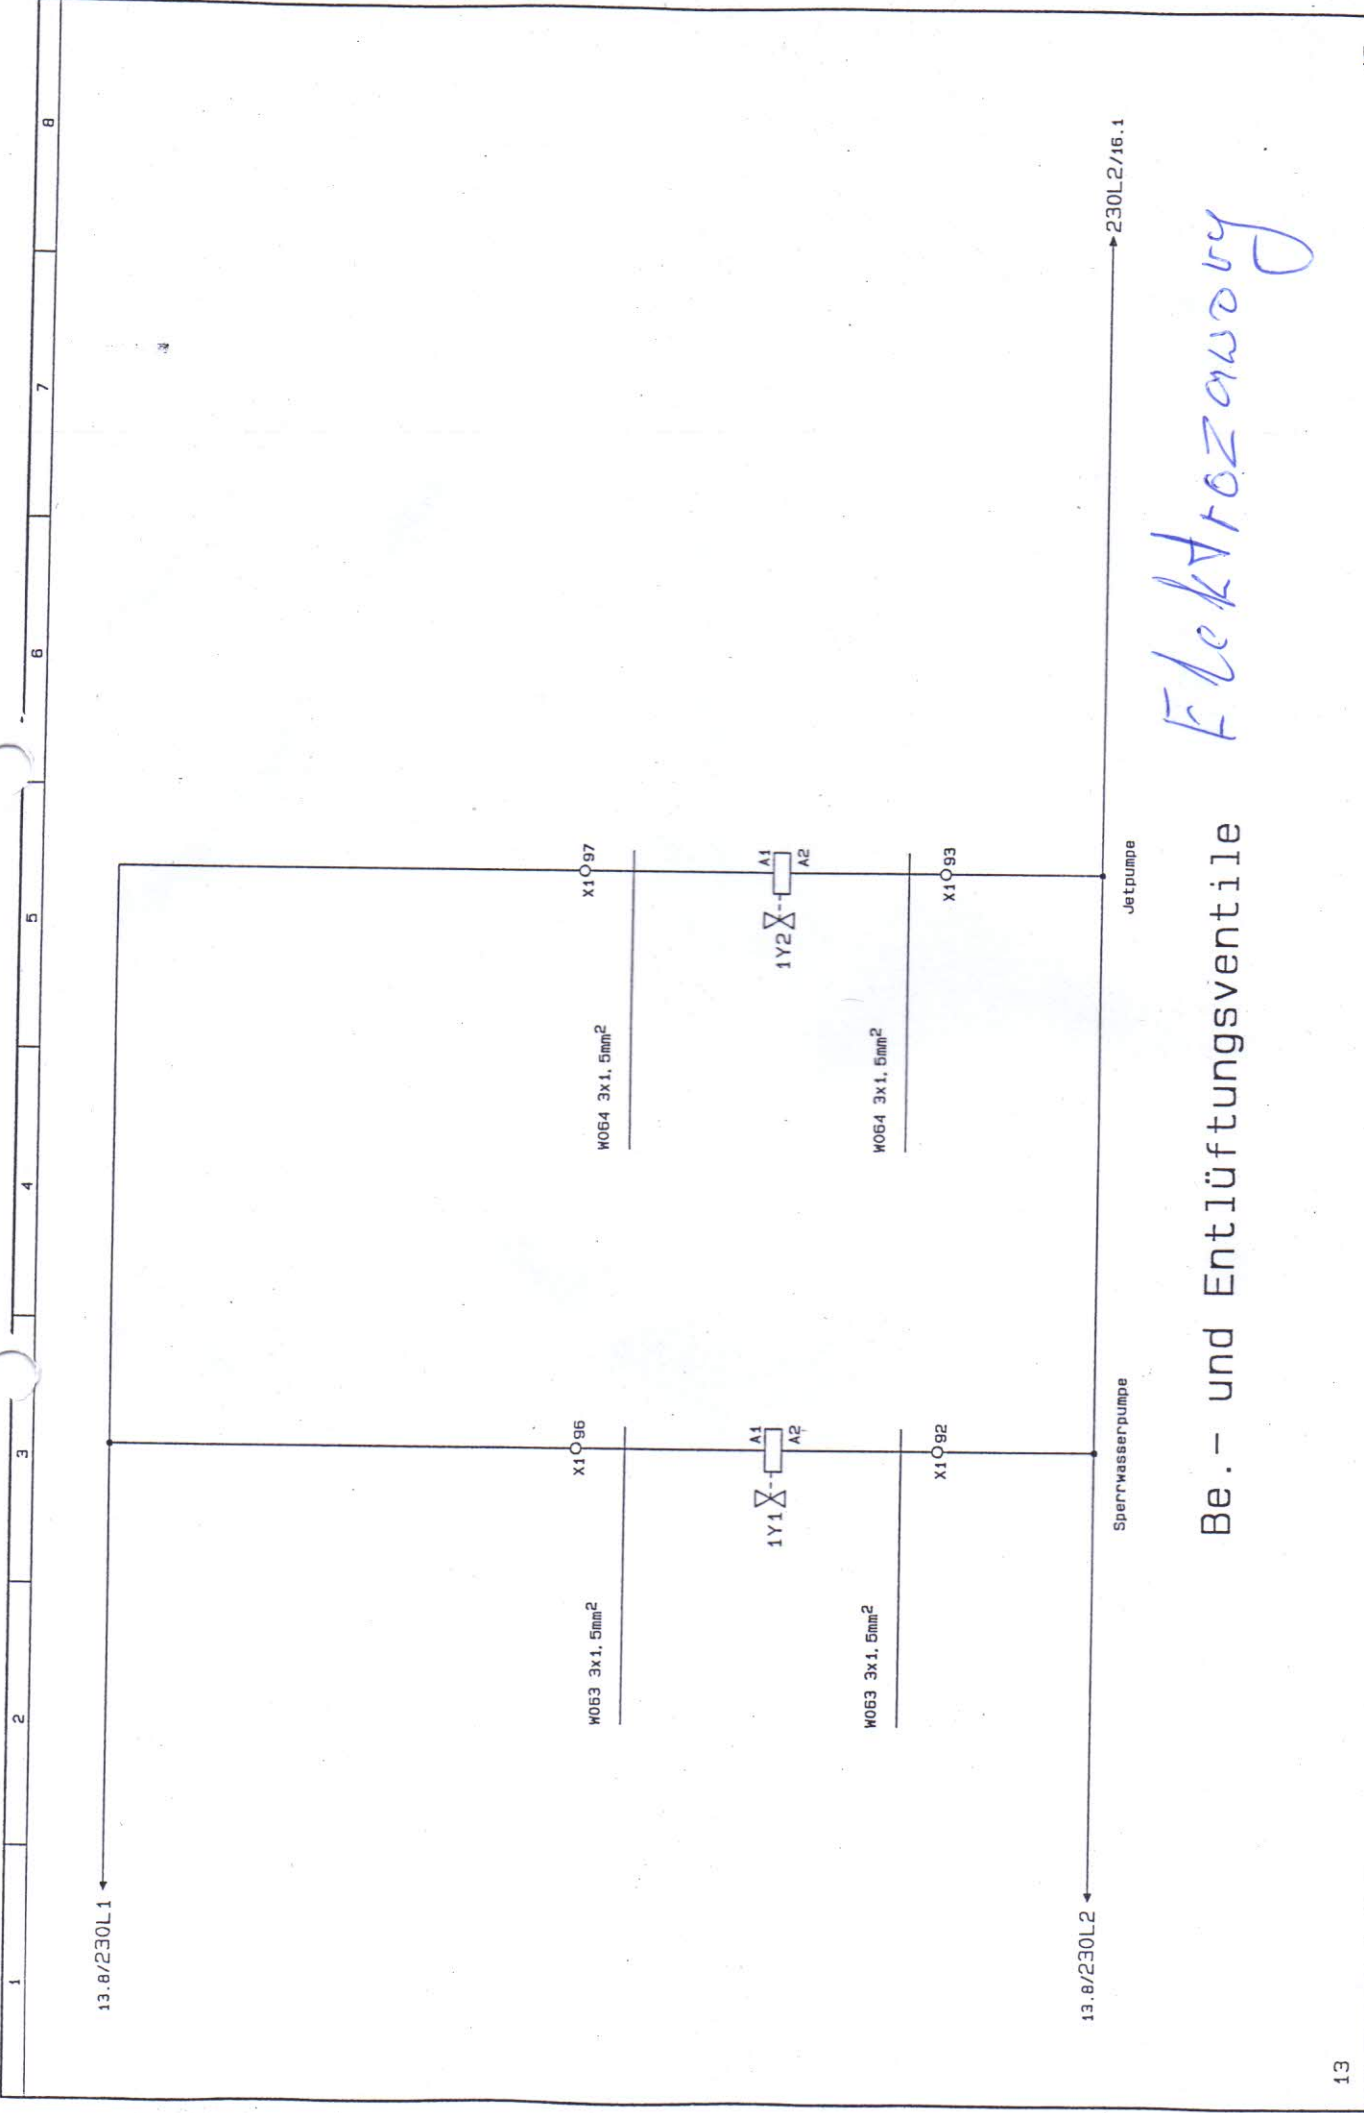 1 2 3 4 5 6 7 8
13.8/230L1
X1 96
X1 97
W063 3x1,5mm²
W064 3x1,5mm²
1Y1 A1 A2
1Y2 A1 A2
W063 3x1,5mm²
W064 3x1,5mm²
X1 92
X1 93
13.8/230L2
230L2/16.1
Sperrwasserpumpe
Jetpumpe
Be.- und Entlüftungsventile
Elektrozawory
13